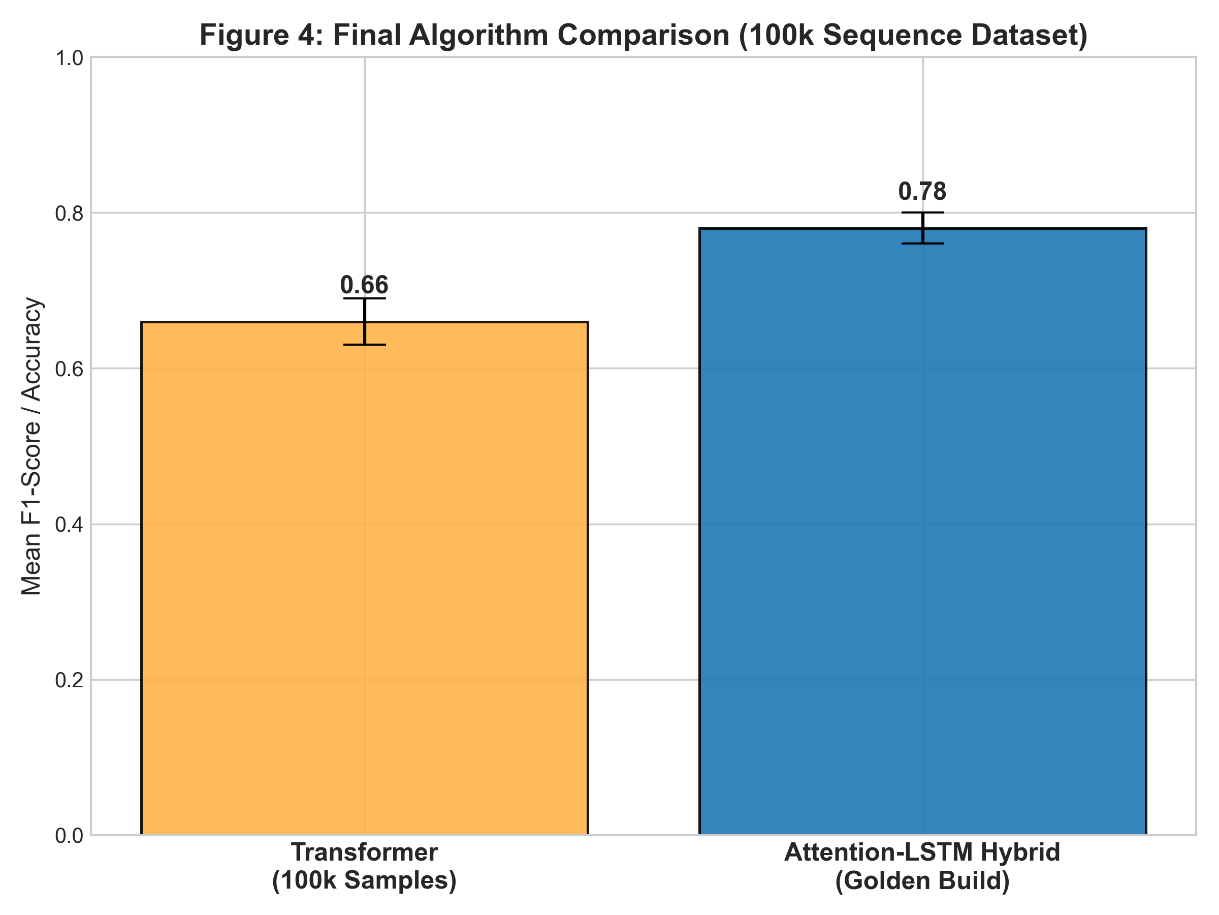 Figure 4: Final Algorithm Comparison (100k Sequence Dataset)
Mean F1-Score / Accuracy
1.0
0.8
0.6
0.4
0.2
0.0
0.66
0.78
Transformer
(100k Samples)
Attention-LSTM Hybrid
(Golden Build)